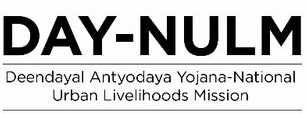 DAY-NULM
Deendayal Antyodaya Yojana-National
Urban Livelihoods Mission